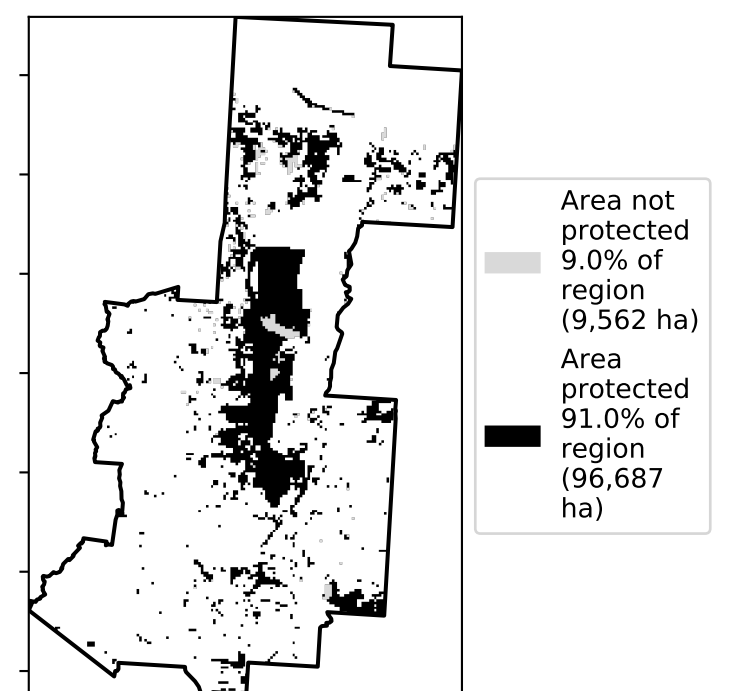 Area not
protected
9.0% of
region
(9,562 ha)
Area
protected
91.0% of
region
(96,687
ha)